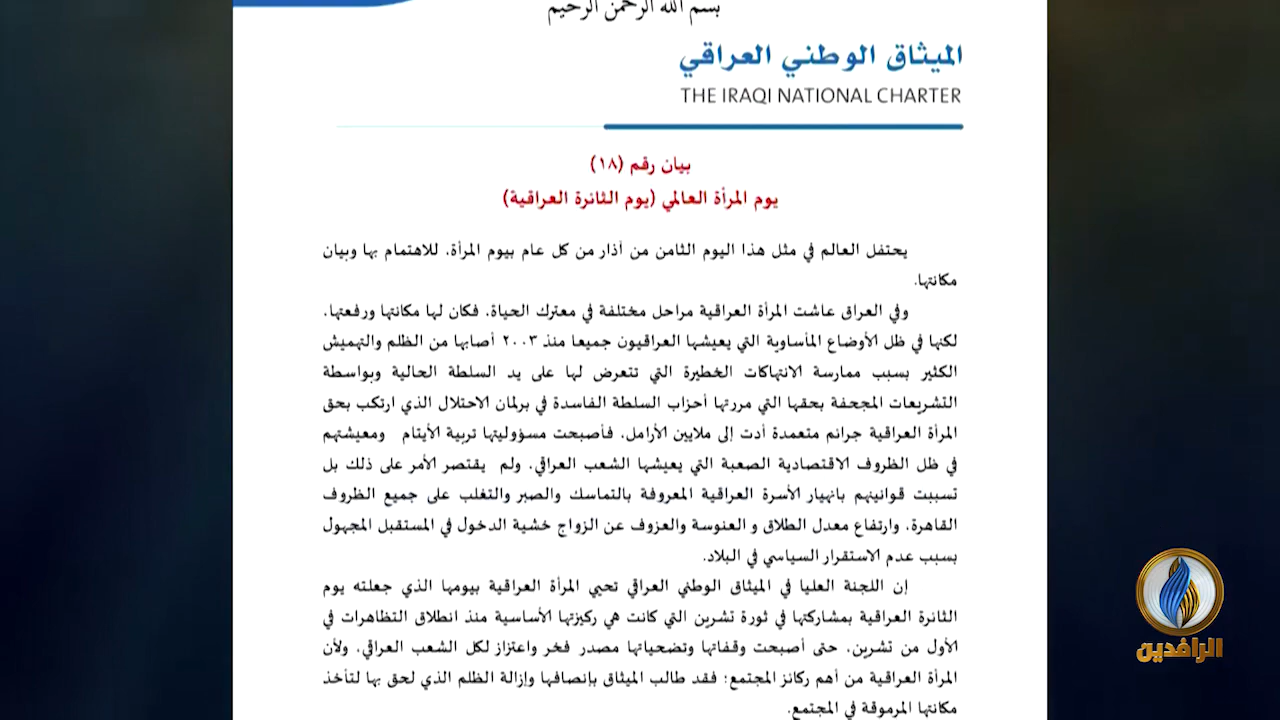 بسم الله الرحمن الرحيم
الميثاق الوطني العراقي
THE IRAQI NATIONAL CHARTER
بيان رقم (١٨)
يوم المرأة العالمي (يوم الثائرة العراقية)
يحتفل العالم في مثل هذا اليوم الثامن من أذار من كل عام بيوم المرأة، للاهتمام بها وبيان
مكانتها.
وفي العراق عاشت المرأة العراقية مراحل مختلفة في معترك الحياة، فكان لها مكانتها ورفعتها،
لكنها في ظل الأوضاع المأساوية التي يعيشها العراقيون جميعا منذ ٢٠٠٣ أصابها من الظلم والتهميش
الكثير بسبب ممارسة الانتهاكات الخطيرة التي تتعرض لها على يد السلطة الحالية وبواسطة
التشريعات المجحفة بحقها التي مررتها أحزاب السلطة الفاسدة في برلمان الاحتلال الذي ارتكب بحق
المرأة العراقية جرائم متعمدة أدت إلى ملايين الأرامل، فأصبحت مسؤوليتها تربية الأيتام ومعيشتهم
في ظل الظروف الاقتصادية الصعبة التي يعيشها الشعب العراقي، ولم يقتصر الأمر على ذلك بل
تسببت قوانينهم بانهيار الأسرة العراقية المعروفة بالتماسك والصبر والتغلب على جميع الظروف
القاهرة، وارتفاع معدل الطلاق و العنوسة والعزوف عن الزواج خشية الدخول في المستقبل المجهول
بسبب عدم الاستقرار السياسي في البلاد.
إن اللجنة العليا في الميثاق الوطني العراقي تحيي المرأة العراقية بيومها الذي جعلته يوم
الثائرة العراقية بمشاركتها في ثورة تشرين التي كانت هي ركيزتها الأساسية منذ انطلاق التظاهرات في
الأول من تشرين، حتى أصبحت وقفاتها وتضحياتها مصدر فخر واعتزاز لكل الشعب العراقي، ولأن
المرأة العراقية من أهم ركائز المجتمع؛ فقد طالب الميثاق بإنصافها وإزالة الظلم الذي لحق بها لتأخذ
مكانتها المرموقة في المجتمع.
الرافدين